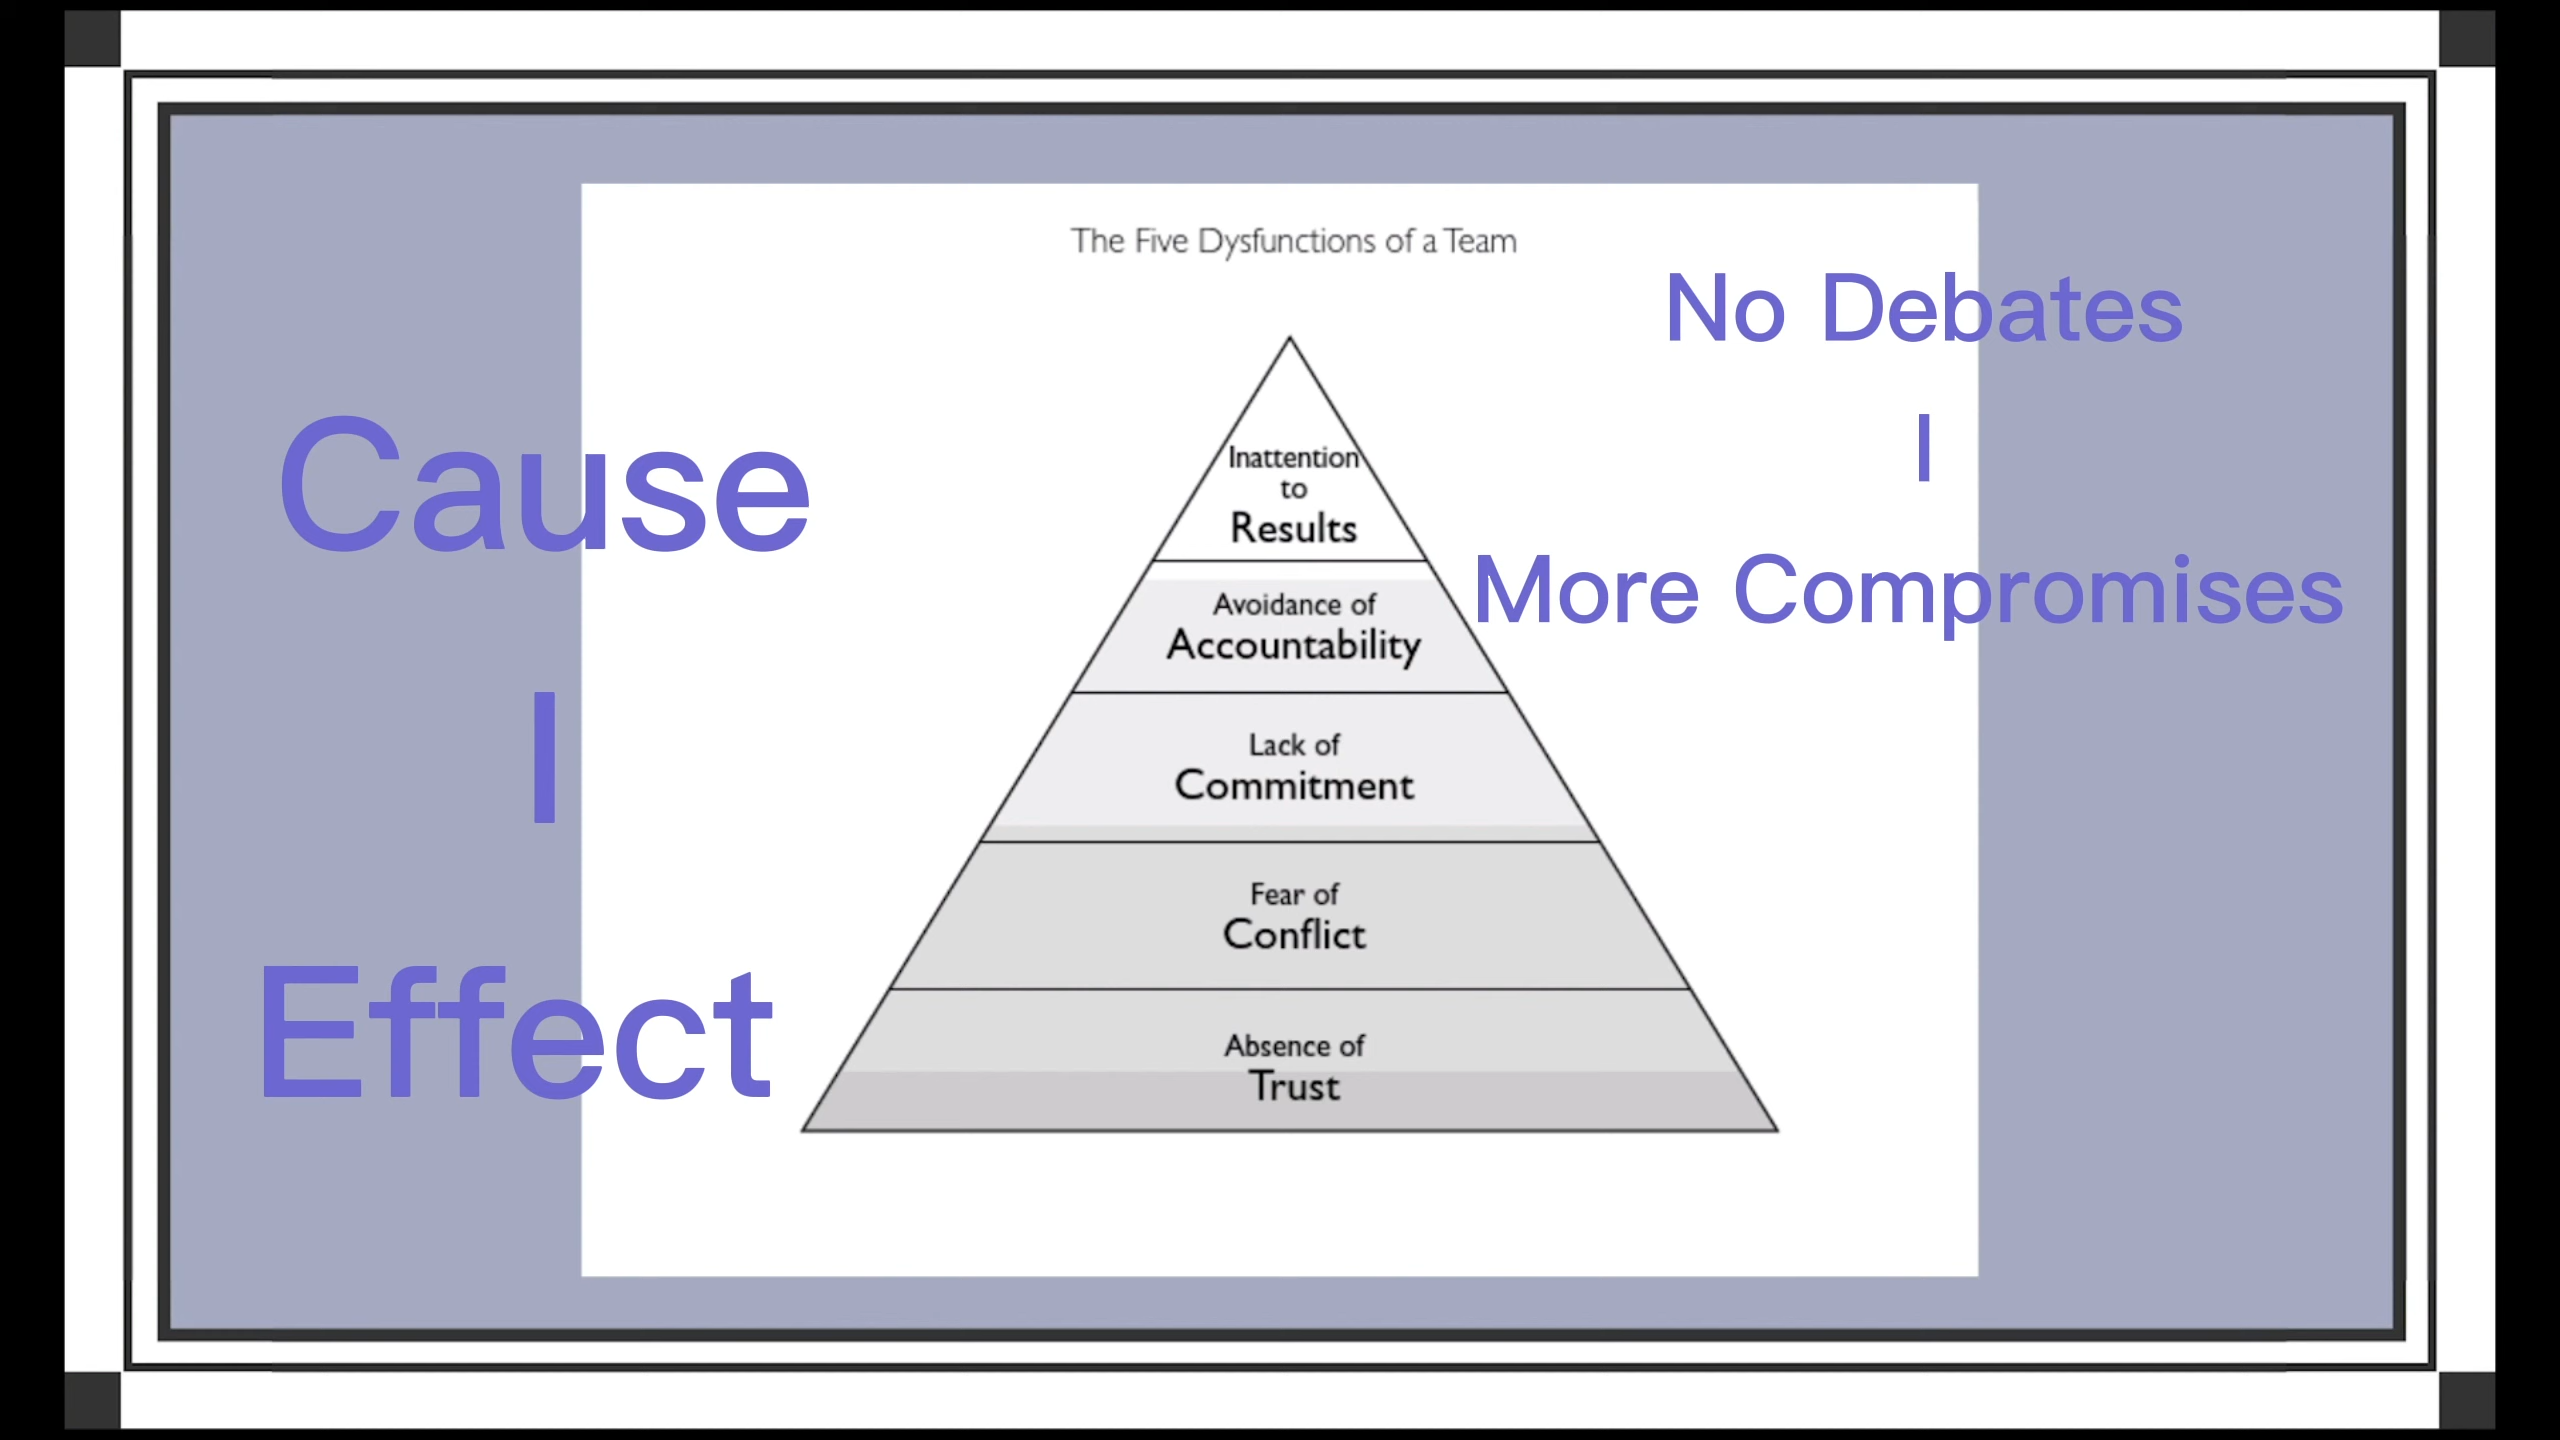 The Five Dysfunctions of a Team
Cause
|
Effect
Inattention
to
Results
Avoidance of
Accountability
Lack of
Commitment
Fear of
Conflict
Absence of
Trust
No Debates
|
More Compromises